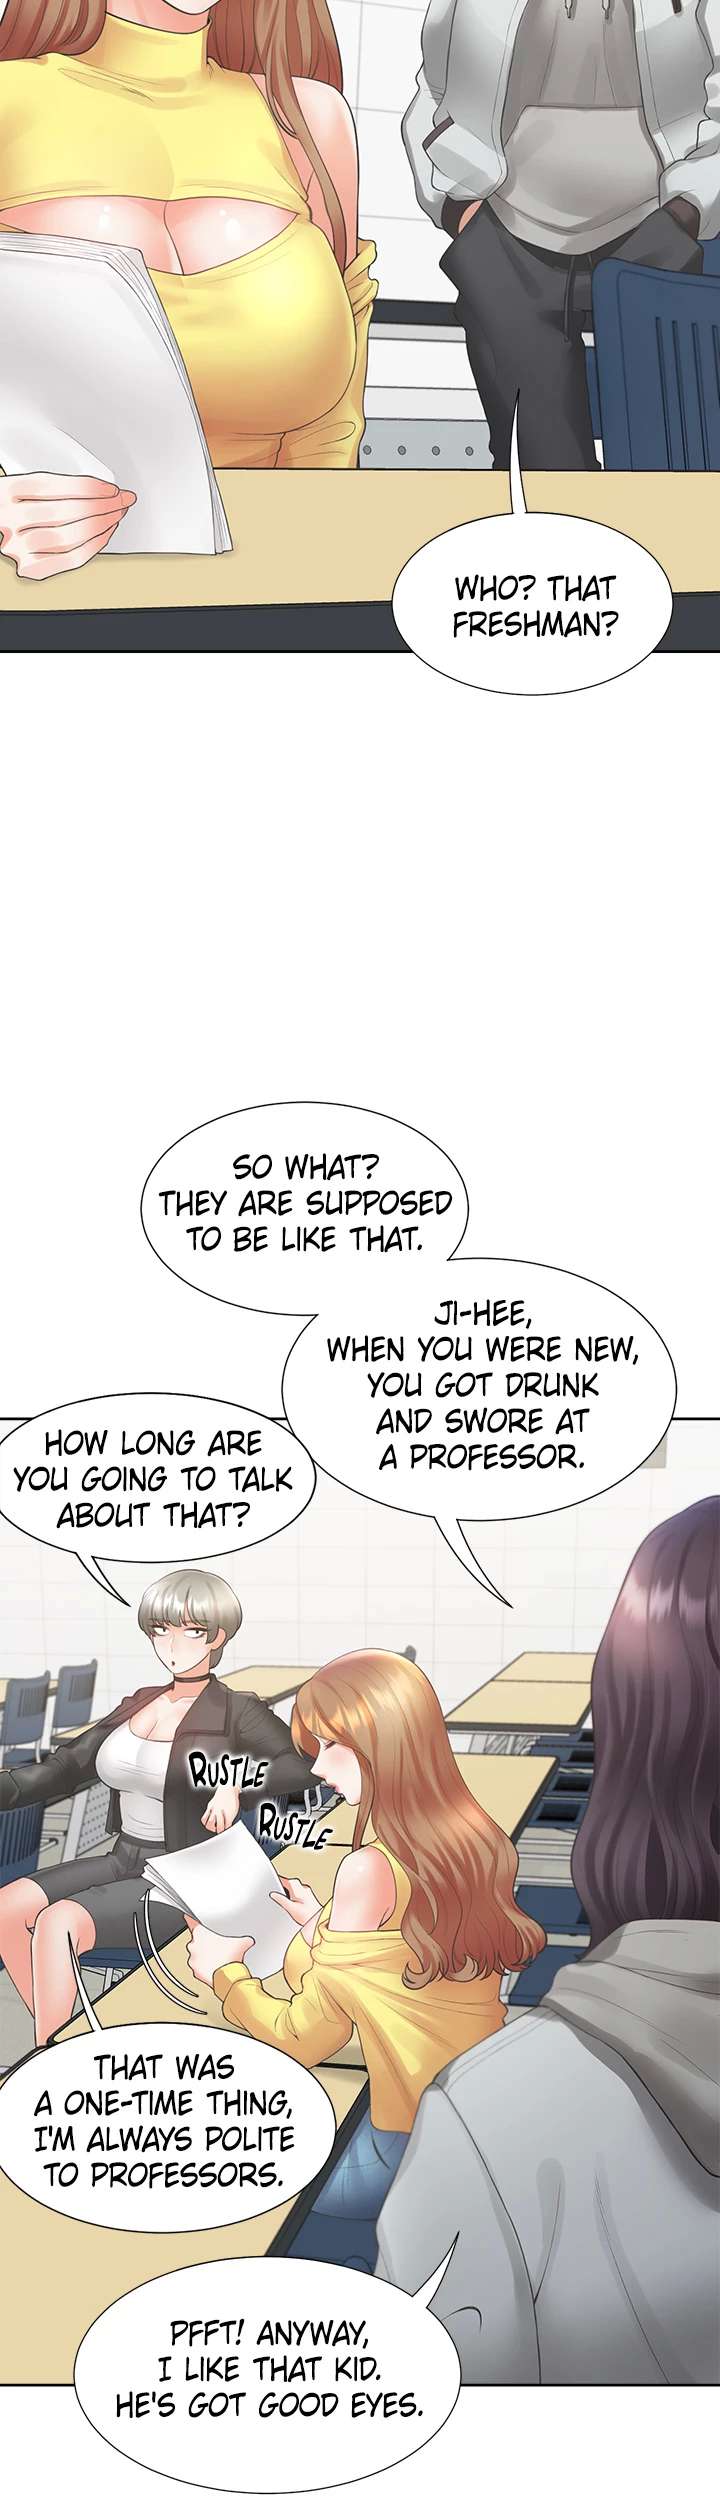 WHO? THAT
FRESHMAN?
SO WHAT?
THEY ARE SUPPOSED
TO BE LIKE THAT.
JI-HEE,
WHEN YOU WERE NEW,
YOU GOT DRUNK
AND SWORE AT
A PROFESSOR.
HOW LONG ARE
YOU GOING TO TALK
ABOUT THAT?
RUSTLE
RUSTLE
THAT WAS
A ONE-TIME THING,
I'M ALWAYS POLITE
TO PROFESSORS.
PFFT! ANYWAY,
I LIKE THAT KID.
HE'S GOT GOOD EYES.